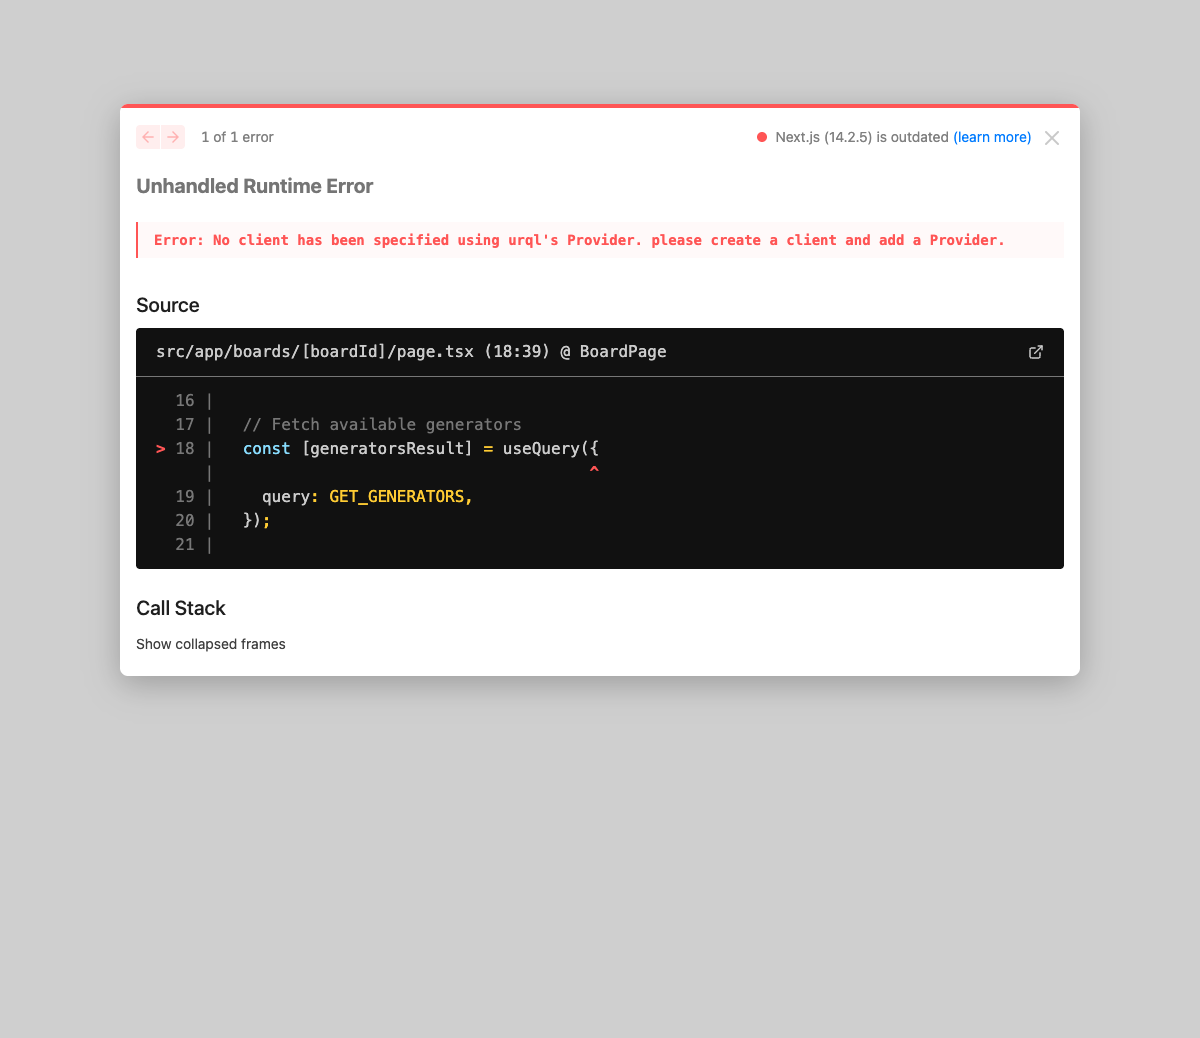 1 of 1 error
Next.js (14.2.5) is outdated (learn more)
Unhandled Runtime Error
Error: No client has been specified using urql's Provider. please create a client and add a Provider.
Source
src/app/boards/[boardId]/page.tsx (18:39) @ BoardPage
16 |
17 |   // Fetch available generators
> 18 |   const [generatorsResult] = useQuery({
|                                       ^
19 |     query: GET_GENERATORS,
20 |   });
21 |
Call Stack
Show collapsed frames